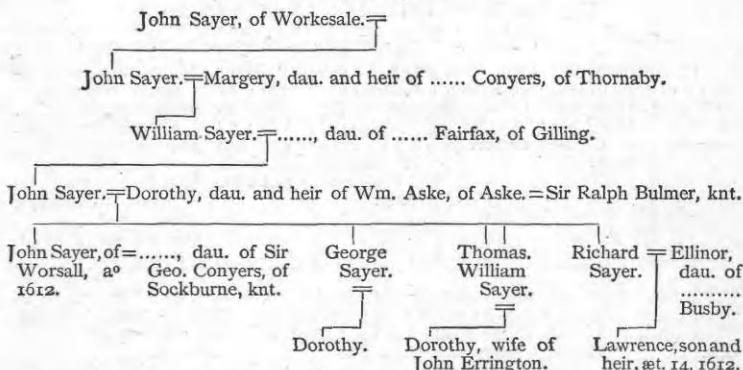 John Sayer, of Workesale.
John Sayer.=Margery, dau. and heir of ...... Conyers, of Thornaby.
William Sayer.=......, dau. of ...... Fairfax, of Gilling.
John Sayer.=Dorothy, dau. and heir of Wm. Aske, of Aske.=Sir Ralph Bulmer, knt.
John Sayer, of Worsall, aº 1612.
=......, dau. of Sir Geo. Conyers, of Sockburne, knt.
George Sayer.
Thomas.
William Sayer.
Richard Sayer.
Ellinor, dau. of .......... Busby.
Dorothy.
Dorothy, wife of John Errington.
Lawrence, son and heir, æt. 14, 1612.